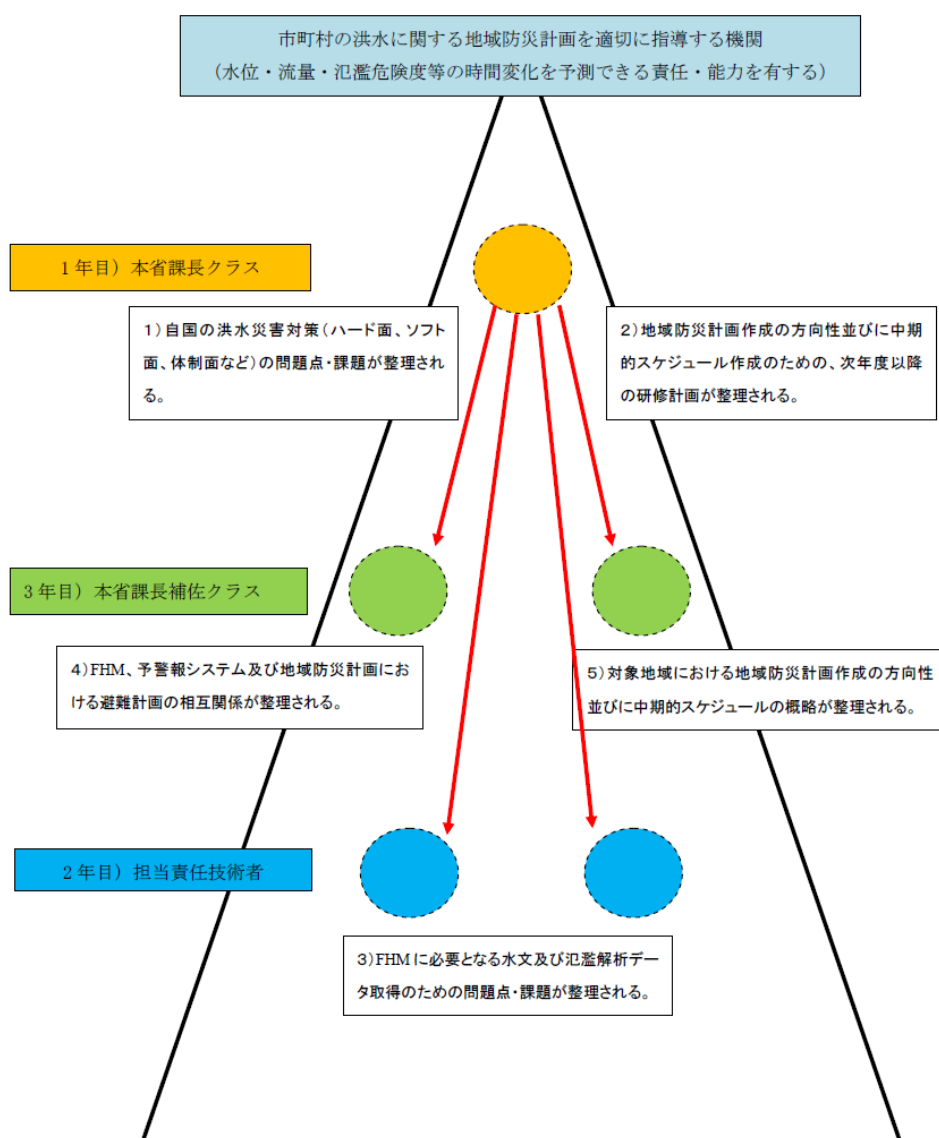 市町村の洪水に関する地域防災計画を適切に指導する機関
（水位・流量・氾濫危険度等の時間変化を予測できる責任・能力を有する）
1年目）本省課長クラス
1）自国の洪水災害対策（ハード面、ソフト
面、体制面など）の問題点・課題が整理され
る。
2）地域防災計画作成の方向性並びに中期
的スケジュール作成のための、次年度以降
の研修計画が整理される。
3年目）本省課長補佐クラス
4）FHM、予警報システム及び地域防災計画にお
ける避難計画の相互関係が整理される。
5）対象地域における地域防災計画作成の方向性
並びに中期的スケジュールの概略が整理される。
2年目）担当責任技術者
3）FHMに必要となる水文及び氾濫解析デー
タ取得のための問題点・課題が整理される。